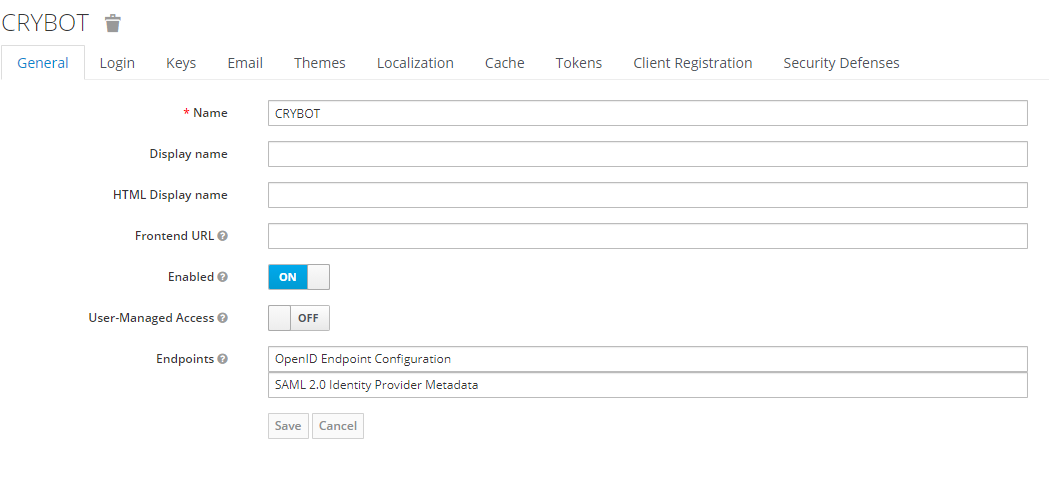 CRYBOT
General Login Keys Email Themes Localization Cache Tokens Client Registration Security Defenses
* Name CRYBOT
Display name
HTML Display name
Frontend URL ?
Enabled ? ON
User-Managed Access ? OFF
Endpoints ? OpenID Endpoint Configuration
SAML 2.0 Identity Provider Metadata
Save Cancel